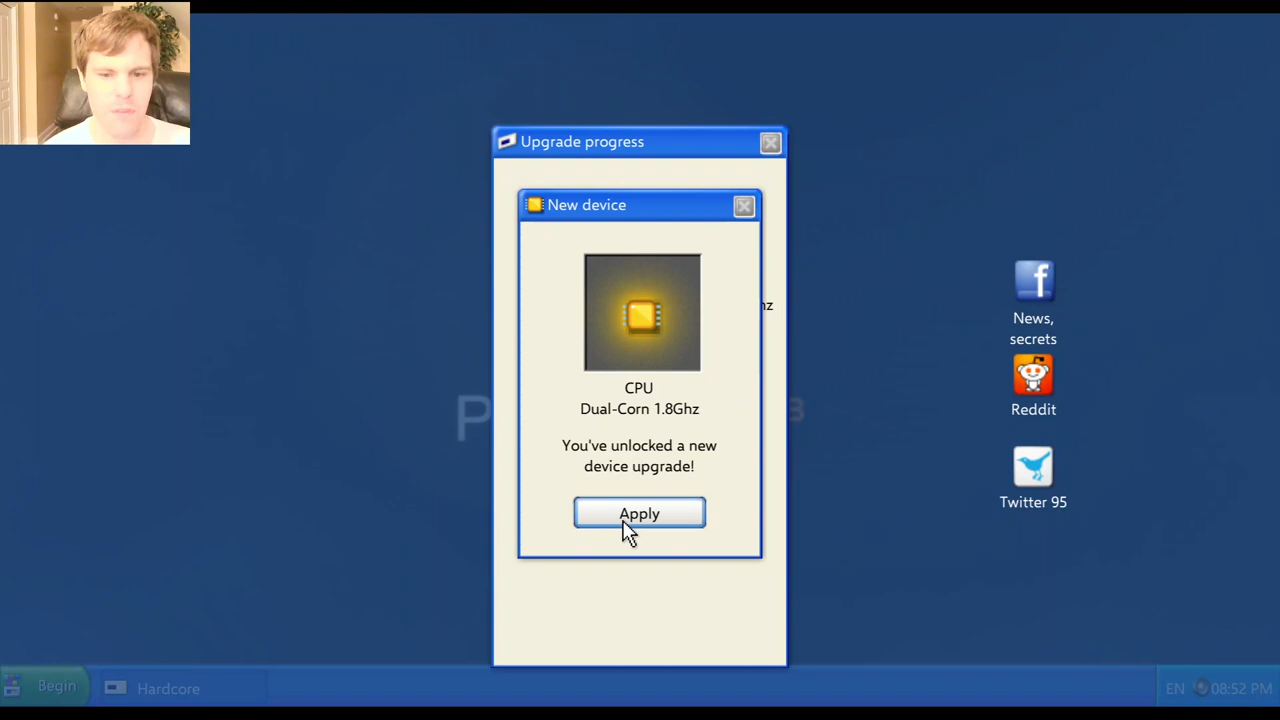 Upgrade progress
New device
CPU
Dual-Corn 1.8Ghz
You've unlocked a new
device upgrade!
Apply
News,
secrets
Reddit
Twitter 95
Begin
Hardcore
EN
08:52 PM